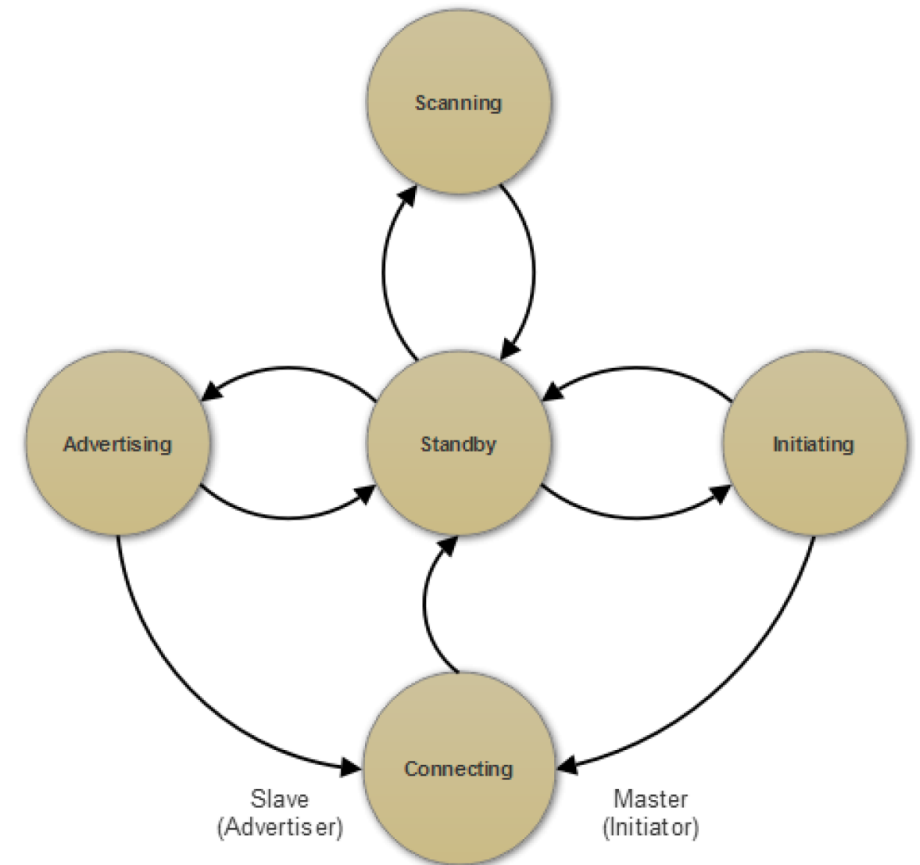 Scanning
Advertising
Standby
Initiating
Connecting
Slave
(Advertiser)
Master
(Initiator)